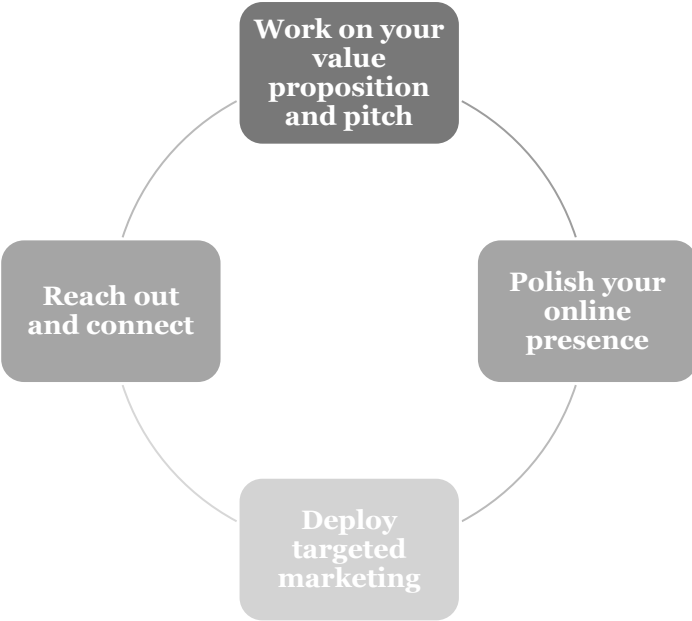 Work on your
value
proposition
and pitch
Polish your
online
presence
Deploy
targeted
marketing
Reach out
and connect